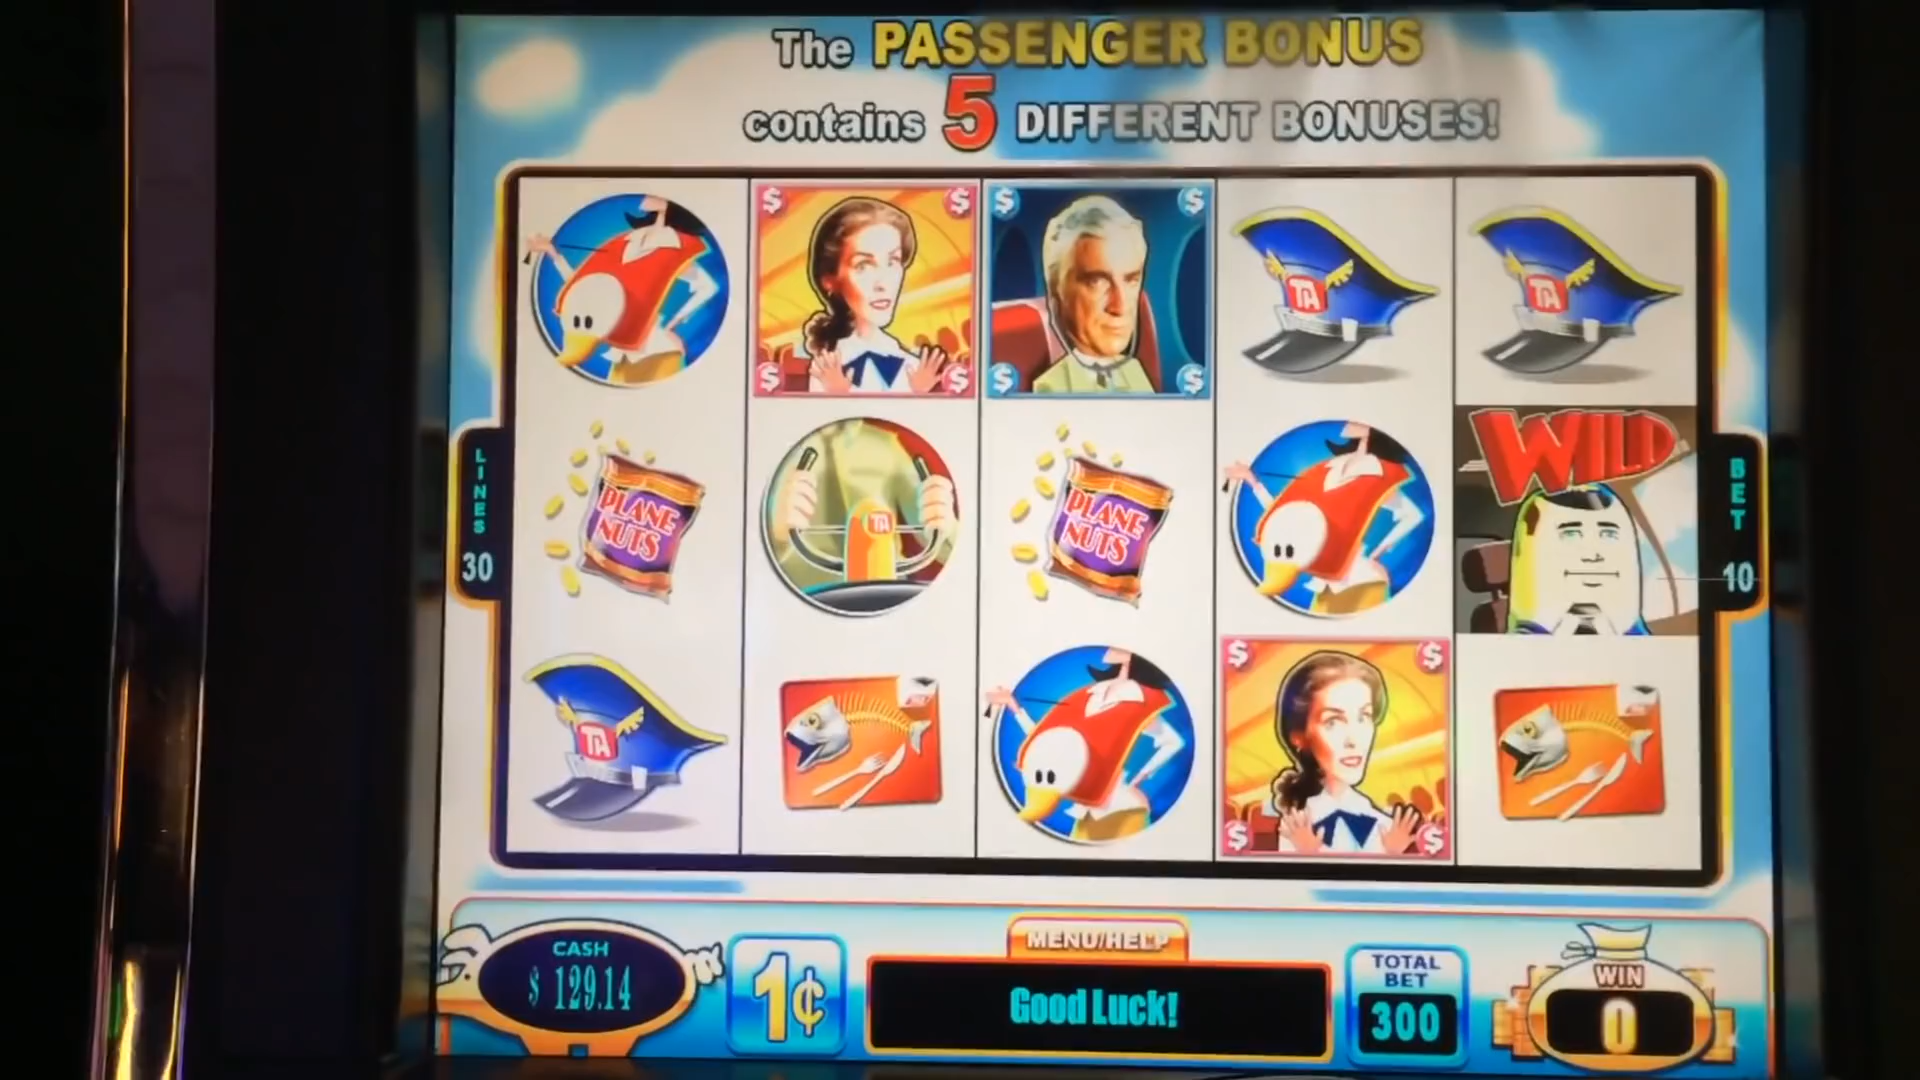 The PASSENGER BONUS
contains 5 DIFFERENT BONUSES!
$ $ $ $
TA TA
$ $ $ $
PLANE NUTS
TA
PLANE NUTS
WILD
LINES
30
BET
10
TA
$ $
$ $
CASH
$ 129.14
1¢
MENU/HELP
Good Luck!
TOTAL BET
300
WIN
0